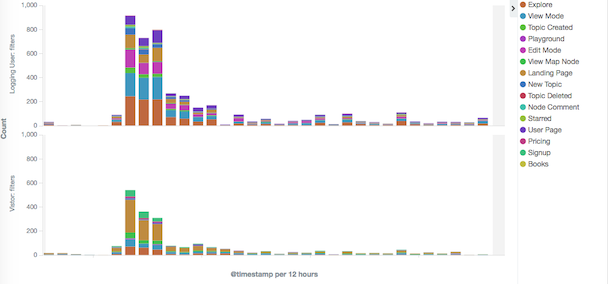 1,000
800
600
400
200
0
Logging User: filters
Count
1,000
800
600
400
200
0
Vistor: filters
@timestamp per 12 hours
Explore
View Mode
Topic Created
Playground
Edit Mode
View Map Node
Landing Page
New Topic
Topic Deleted
Node Comment
Starred
User Page
Pricing
Signup
Books